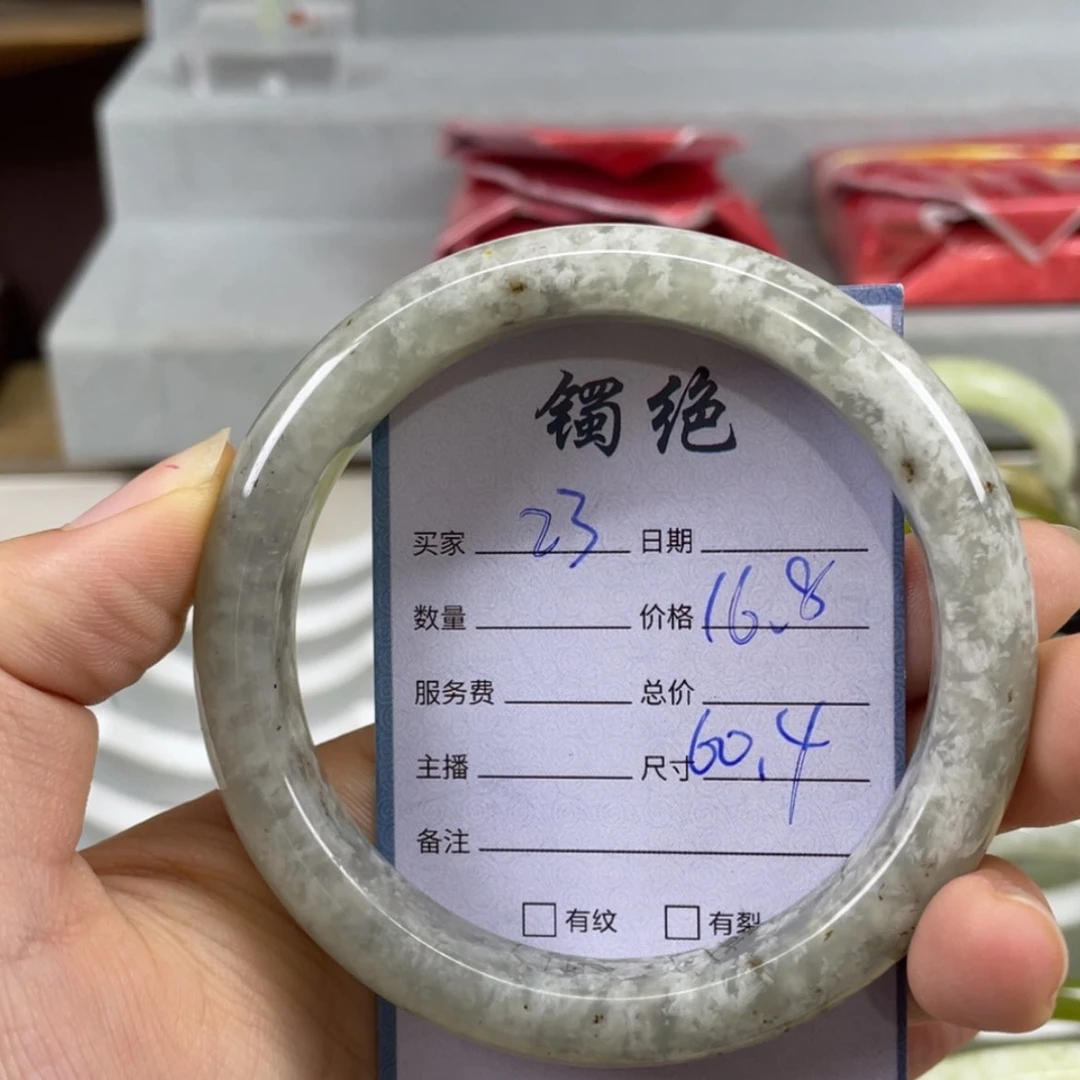 镯绝
买家 23 日期
数量 价格 16.8
服务费 总价
主播 尺寸 60.4
备注
□ 有纹 □ 有裂